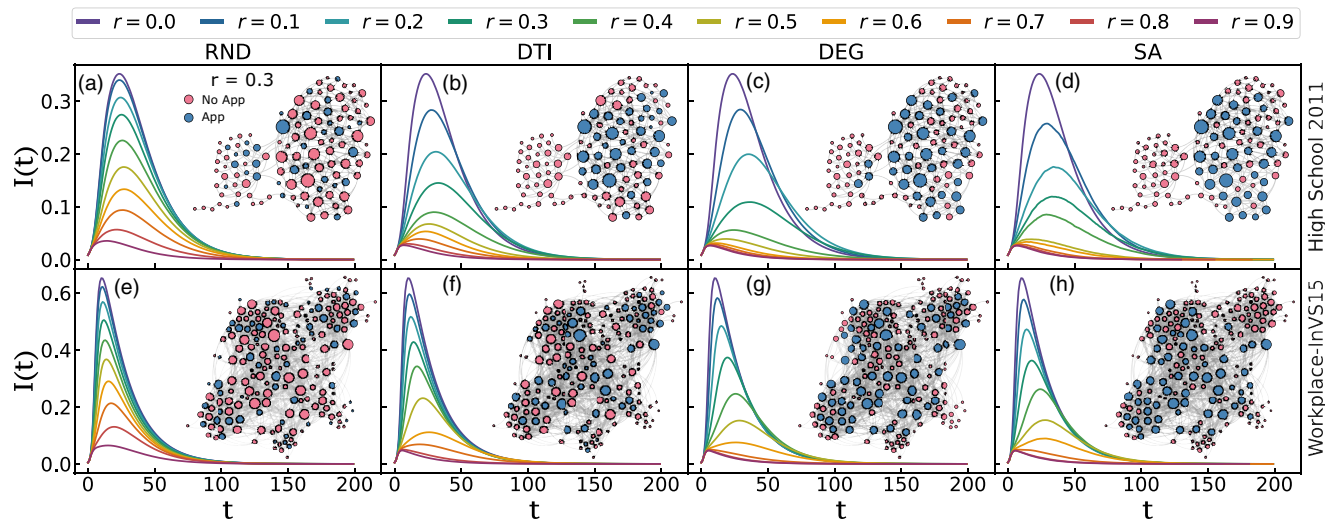 r = 0.0 r = 0.1 r = 0.2 r = 0.3 r = 0.4 r = 0.5 r = 0.6 r = 0.7 r = 0.8 r = 0.9
RND DTI DEG SA
(a) r = 0.3 (b) (c) (d)
No App
App
0.3
0.2
0.1
0.0
I(t)
High School 2011
(e) (f) (g) (h)
0.6
0.4
0.2
0.0
I(t)
Workplace-InVS15
0 50 100 150 200 0 50 100 150 200 0 50 100 150 200 0 50 100 150 200
t t t t